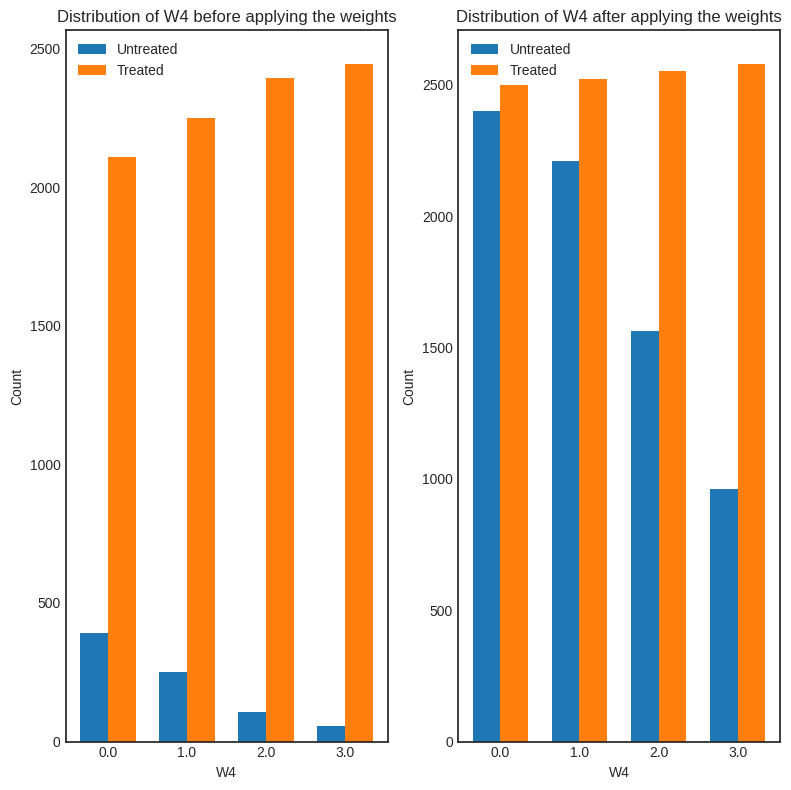 Distribution of W4 before applying the weights
Untreated
Treated
2500
2000
1500
1000
500
0
Count
0.0 1.0 2.0 3.0
W4
Distribution of W4 after applying the weights
Untreated
Treated
2500
2000
1500
1000
500
0
Count
0.0 1.0 2.0 3.0
W4